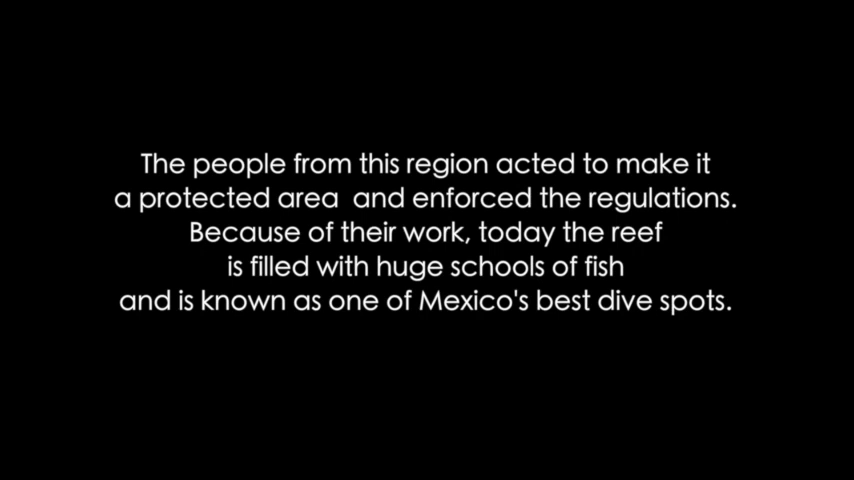 The people from this region acted to make it
a protected area  and enforced the regulations.
Because of their work, today the reef
is filled with huge schools of fish
and is known as one of Mexico's best dive spots.